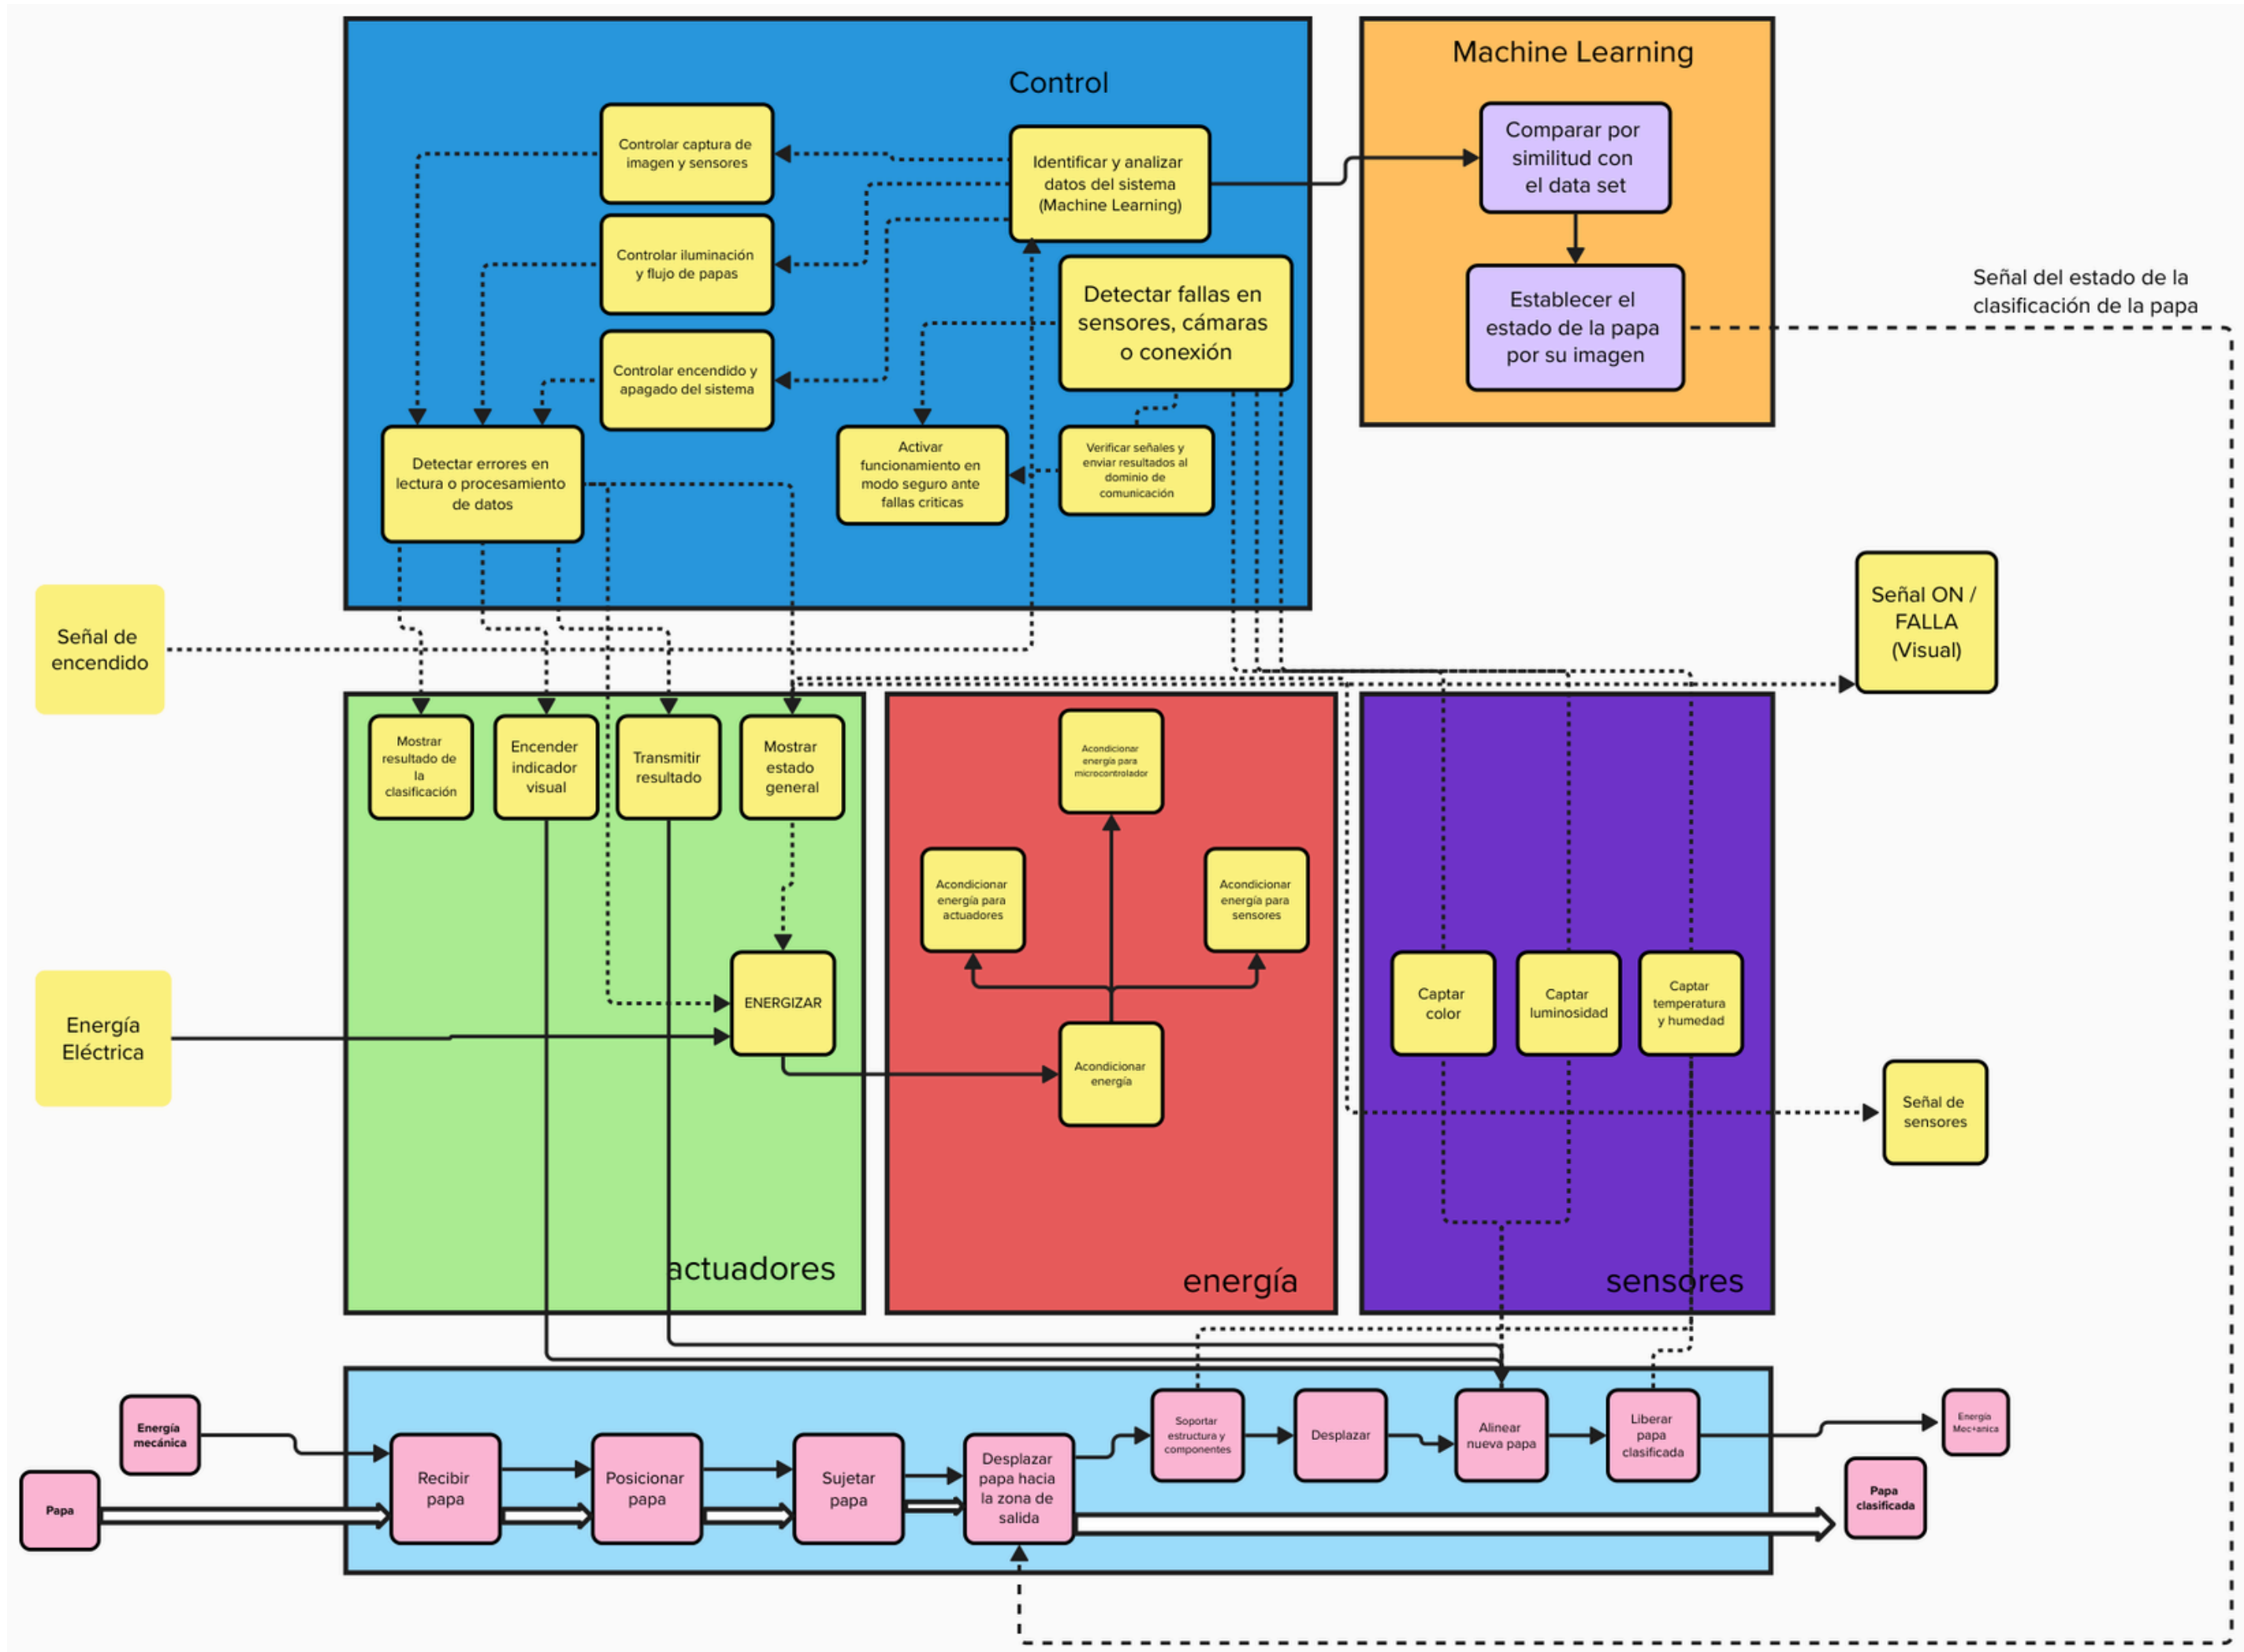 Control
Machine Learning
Controlar captura de
imagen y sensores
Identificar y analizar
datos del sistema
(Machine Learning)
Comparar por
similitud con
el data set
Controlar iluminación
y flujo de papas
Detectar fallas en
sensores, cámaras
o conexión
Establecer el
estado de la papa
por su imagen
Señal del estado de la
clasificación de la papa
Controlar encendido y
apagado del sistema
Detectar errores en
lectura o procesamiento
de datos
Activar
funcionamiento en
modo seguro ante
fallas criticas
Verificar señales y
enviar resultados al
dominio de
comunicación
Señal de
encendido
Señal ON /
FALLA
(Visual)
Mostrar
resultado de
la
clasificación
Encender
indicador
visual
Transmitir
resultado
Mostrar
estado
general
Acondicionar
energía para
microcontrolador
Acondicionar
energía para
actuadores
Acondicionar
energía para
sensores
Energía
Eléctrica
ENERGIZAR
Acondicionar
energía
Captar
color
Captar
luminosidad
Captar
temperatura
y humedad
Señal de
sensores
actuadores
energía
sensores
Energía
mecánica
Papa
Recibir
papa
Posicionar
papa
Sujetar
papa
Desplazar
papa hacia
la zona de
salida
Soportar
estructura y
componentes
Desplazar
Alinear
nueva papa
Liberar
papa
clasificada
Energía
Mec+anica
Papa
clasificada